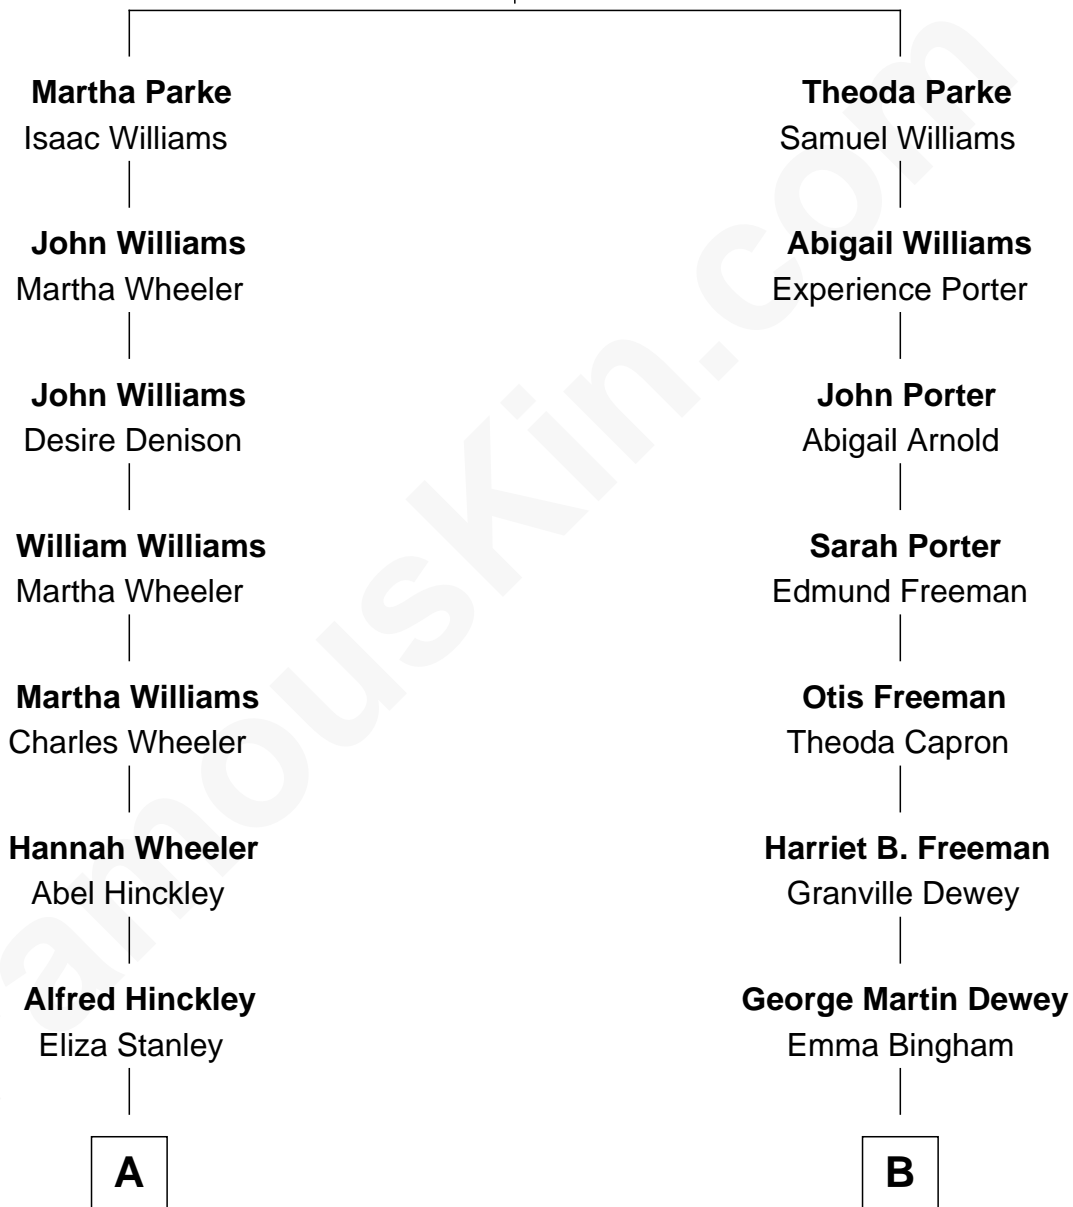 Martha Parke
Isaac Williams
Theoda Parke
Samuel Williams
John Williams
Martha Wheeler
Abigail Williams
Experience Porter
John Williams
Desire Denison
John Porter
Abigail Arnold
William Williams
Martha Wheeler
Sarah Porter
Edmund Freeman
Martha Williams
Charles Wheeler
Otis Freeman
Theoda Capron
Hannah Wheeler
Abel Hinckley
Harriet B. Freeman
Granville Dewey
Alfred Hinckley
Eliza Stanley
George Martin Dewey
Emma Bingham
A
B
amousKin.com